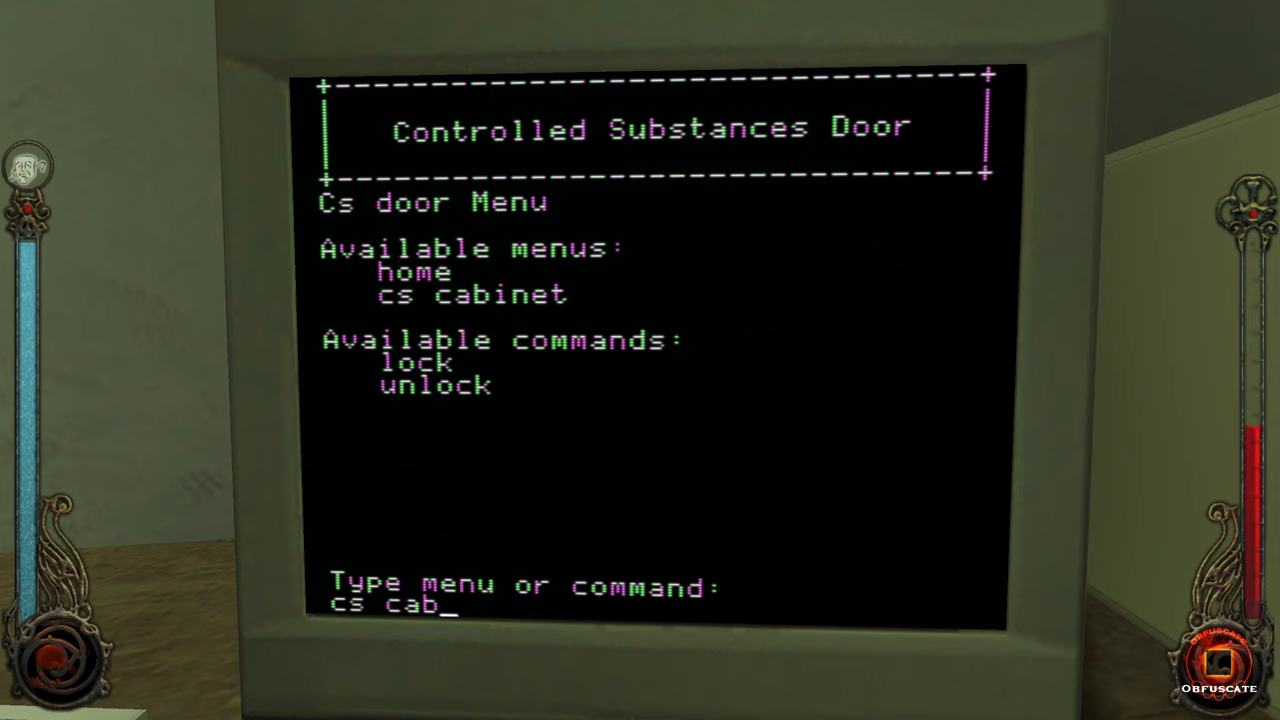 Controlled Substances Door
Cs door Menu
Available menus:
home
cs cabinet
Available commands:
lock
unlock
Type menu or command:
cs cab_
OBFUSCATE
OBFUSCATE